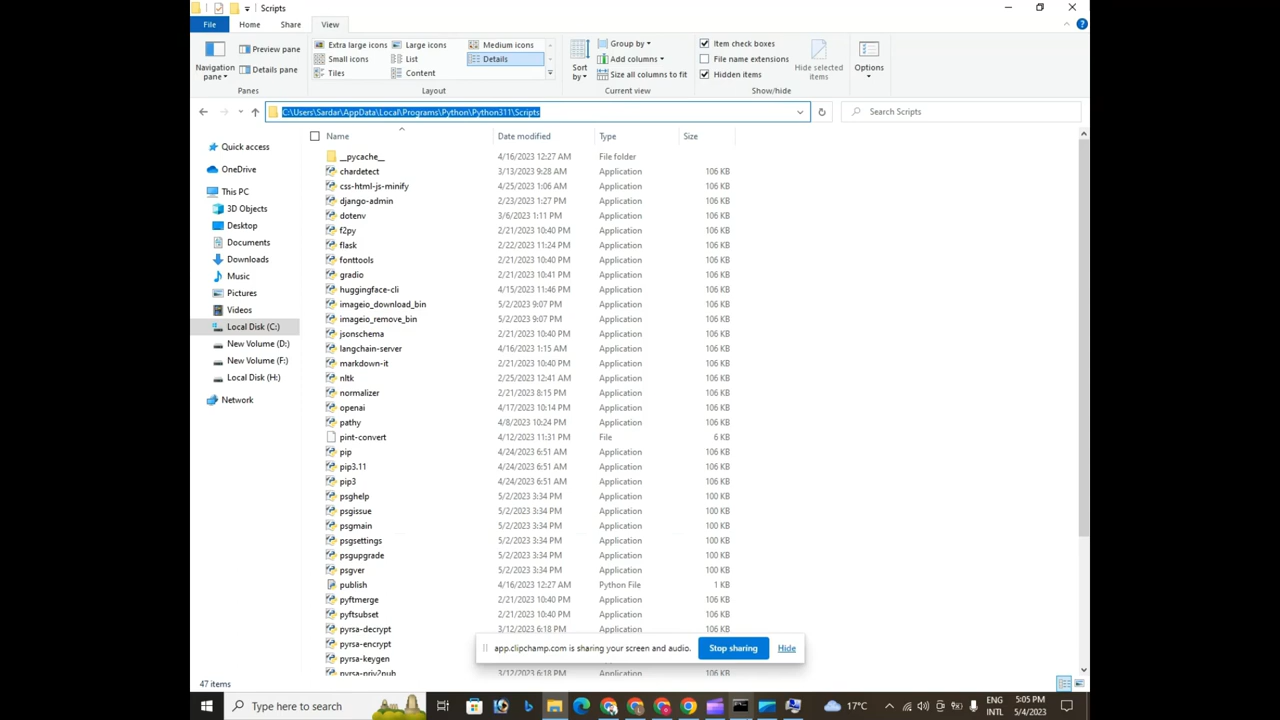 Scripts
File Home Share View
Navigation pane
Preview pane
Details pane
Panes
Extra large icons Large icons Medium icons
Small icons List Details
Tiles Content
Layout
Sort by
Group by
Add columns
Size all columns to fit
Current view
Item check boxes
File name extensions
Hidden items
Hide selected items
Show/hide
Options
C:\Users\Sardar\AppData\Local\Programs\Python\Python311\Scripts
Search Scripts
Quick access
OneDrive
This PC
3D Objects
Desktop
Documents
Downloads
Music
Pictures
Videos
Local Disk (C:)
New Volume (D:)
New Volume (F:)
Local Disk (H:)
Network
Name Date modified Type Size
__pycache__ 4/16/2023 12:27 AM File folder
chardetect 3/13/2023 9:28 AM Application 106 KB
css-html-js-minify 4/25/2023 1:06 AM Application 106 KB
django-admin 2/23/2023 1:27 PM Application 106 KB
dotenv 3/6/2023 1:11 PM Application 106 KB
f2py 2/21/2023 10:40 PM Application 106 KB
flask 2/22/2023 11:24 PM Application 106 KB
fonttools 2/21/2023 10:40 PM Application 106 KB
gradio 2/21/2023 10:41 PM Application 106 KB
huggingface-cli 4/15/2023 11:46 PM Application 106 KB
imageio_download_bin 5/2/2023 9:07 PM Application 106 KB
imageio_remove_bin 5/2/2023 9:07 PM Application 106 KB
jsonschema 2/21/2023 10:40 PM Application 106 KB
langchain-server 4/16/2023 1:15 AM Application 106 KB
markdown-it 2/21/2023 10:40 PM Application 106 KB
nltk 2/25/2023 12:41 AM Application 106 KB
normalizer 2/21/2023 8:15 PM Application 106 KB
openai 4/17/2023 10:14 PM Application 106 KB
pathy 4/8/2023 10:24 PM Application 106 KB
pint-convert 4/12/2023 11:31 PM File 6 KB
pip 4/24/2023 6:51 AM Application 106 KB
pip3.11 4/24/2023 6:51 AM Application 106 KB
pip3 4/24/2023 6:51 AM Application 106 KB
psghelp 5/2/2023 3:34 PM Application 100 KB
psgissue 5/2/2023 3:34 PM Application 100 KB
psgmain 5/2/2023 3:34 PM Application 100 KB
psgsettings 5/2/2023 3:34 PM Application 100 KB
psgupgrade 5/2/2023 3:34 PM Application 100 KB
psgver 5/2/2023 3:34 PM Application 100 KB
publish 4/16/2023 12:27 AM Python File 1 KB
pyftmerge 2/21/2023 10:40 PM Application 106 KB
pyftsubset 2/21/2023 10:40 PM Application 106 KB
pyrsa-decrypt 3/12/2023 6:18 PM Application 106 KB
pyrsa-encrypt
pyrsa-keygen
pyrsa-priv2pub 3/12/2023 6:18 PM Application 106 KB
app.clipchamp.com is sharing your screen and audio. Stop sharing Hide
47 items
Type here to search
17°C
ENG
INTL
5:05 PM
5/4/2023